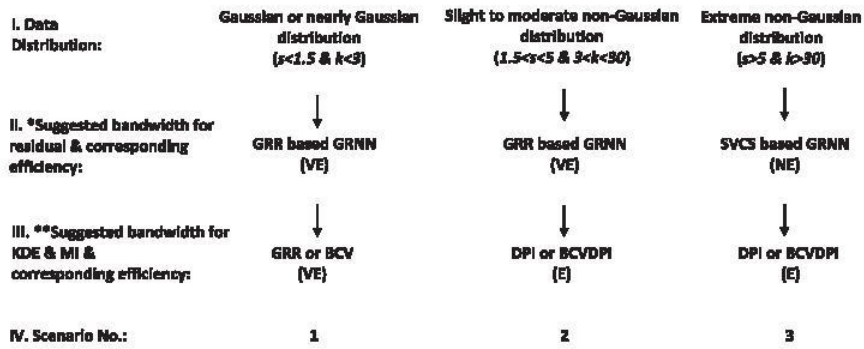 I. Data
Distribution:
Gaussian or nearly Gaussian
distribution
(s<1.5 & k<3)
Slight to moderate non-Gaussian
distribution
(1.5<s<5 & 3<k<30)
Extreme non-Gaussian
distribution
(s>5 & k>30)
II. *Suggested bandwidth for
residual & corresponding
efficiency:
GRR based GRNN
(VE)
GRR based GRNN
(VE)
SVCS based GRNN
(NE)
III. **Suggested bandwidth for
KDE & MI &
corresponding efficiency:
GRR or BCV
(VE)
DPI or BCVDPI
(E)
DPI or BCVDPI
(E)
IV. Scenario No.:
1
2
3